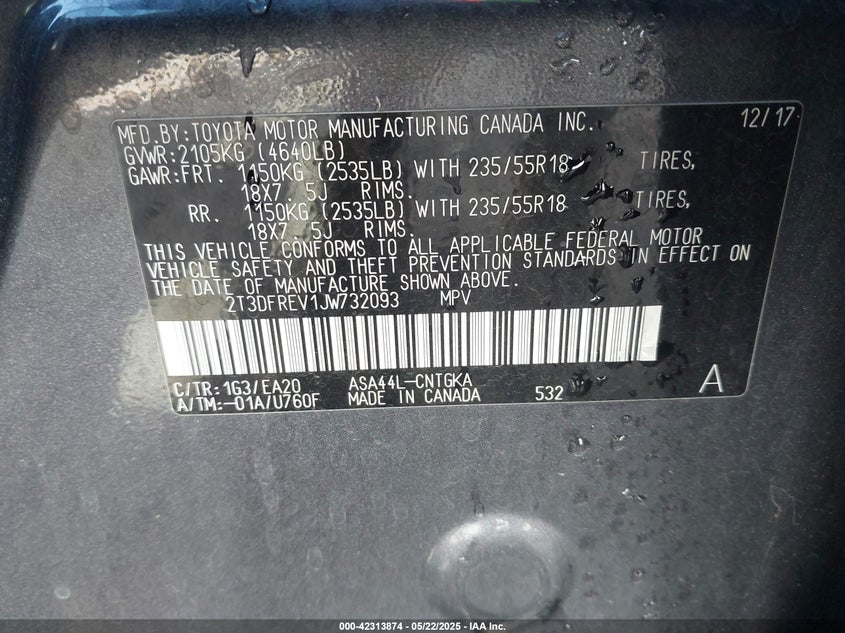 MFD.BY:TOYOTA MOTOR MANUFACTURING CANADA INC. 12/17
GVWR:2105KG (4640LB)
GAWR:FRT. 1150KG (2535LB) WITH 235/55R18 TIRES,
18X7.5J RIMS.
RR. 1150KG (2535LB) WITH 235/55R18 TIRES,
18X7.5J RIMS.
THIS VEHICLE CONFORMS TO ALL APPLICABLE FEDERAL MOTOR
VEHICLE SAFETY AND THEFT PREVENTION STANDARDS IN EFFECT ON
THE DATE OF MANUFACTURE SHOWN ABOVE.
2T3DFREV1JW732093 MPV
C/TR:1G3/EA20 ASA44L-CNTGKA
A/TM:-01A/U760F MADE IN CANADA 532 A
000-42313874 - 05/22/2025 - IAA Inc.